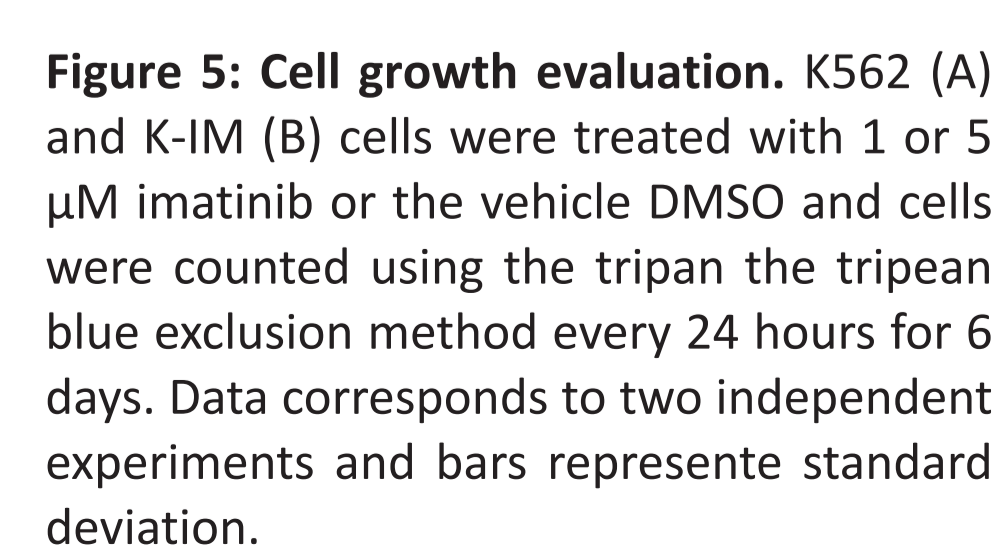 Figure 5: Cell growth evaluation. K562 (A)
and K-IM (B) cells were treated with 1 or 5
µM imatinib or the vehicle DMSO and cells
were counted using the tripan the tripean
blue exclusion method every 24 hours for 6
days. Data corresponds to two independent
experiments and bars represente standard
deviation.